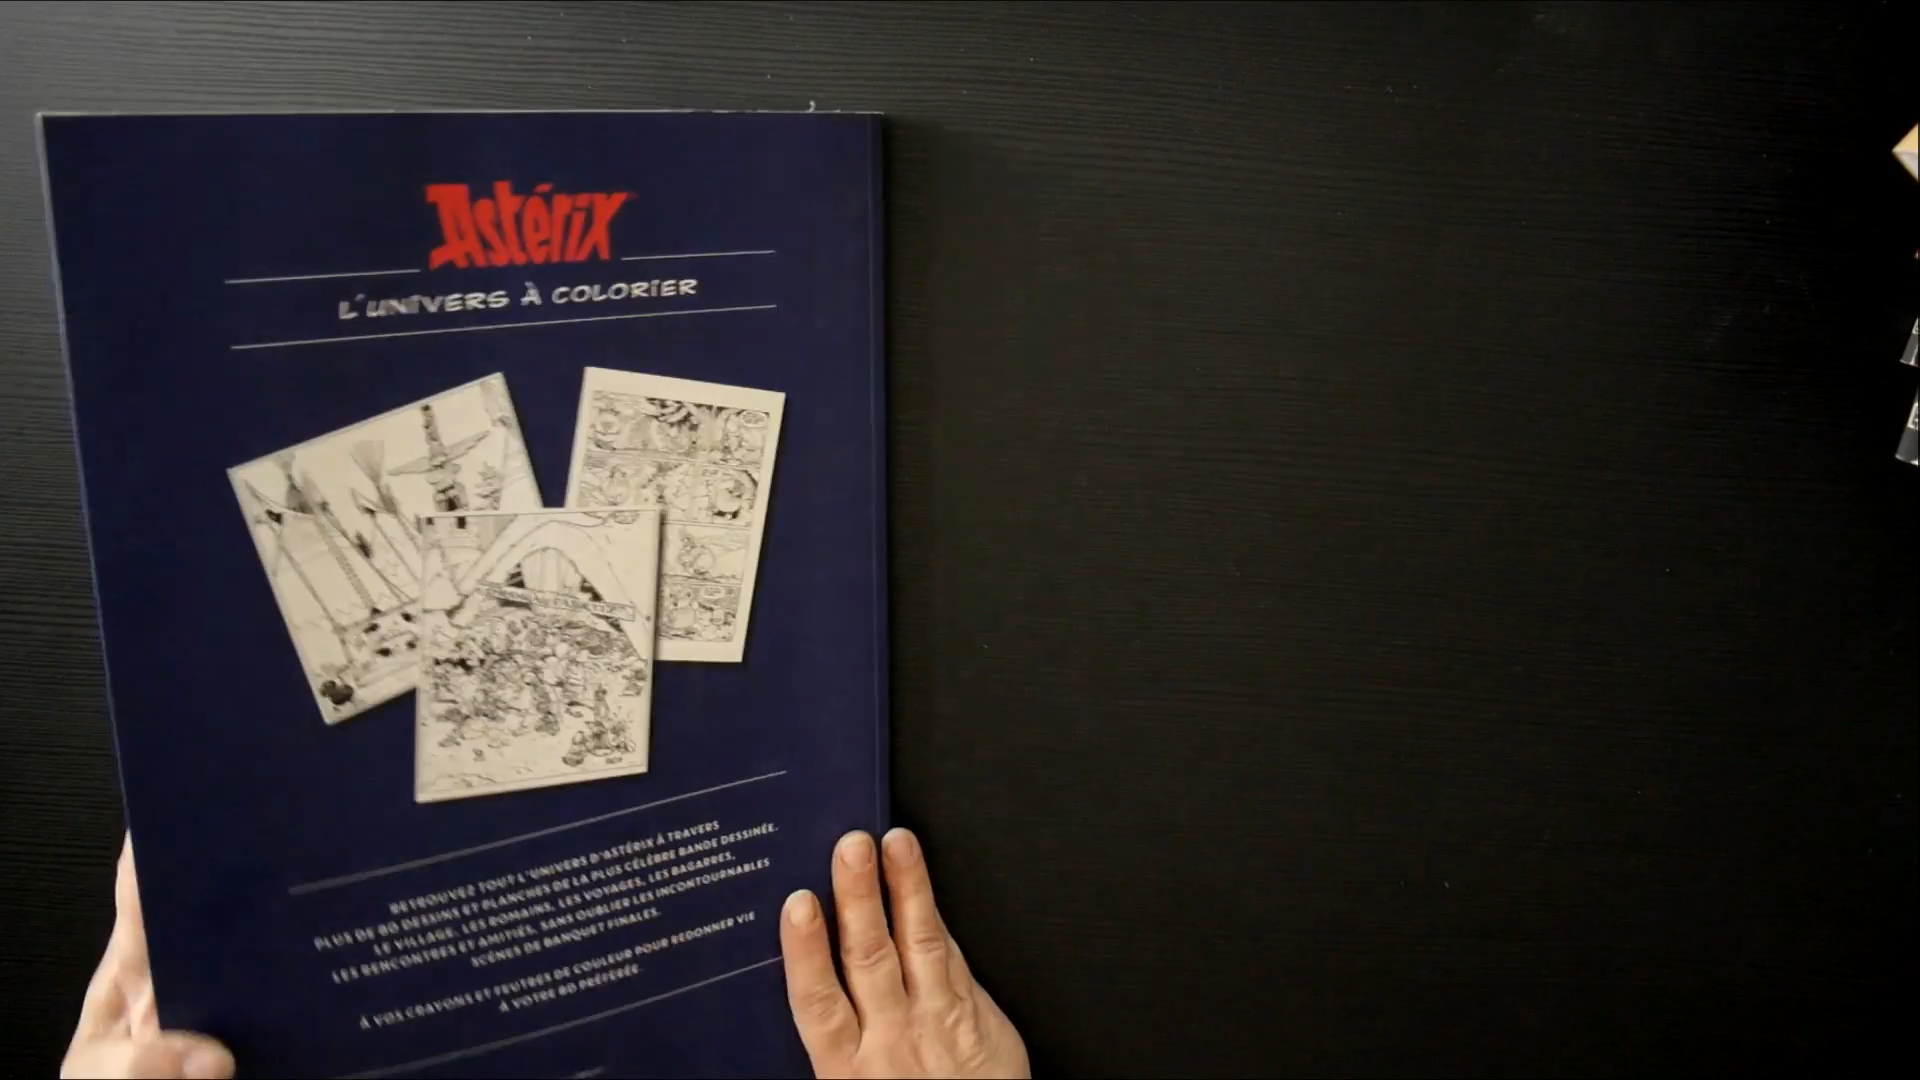 Astérix
L'UNIVERS À COLORIER
RETROUVEZ TOUT L'UNIVERS D'ASTÉRIX À TRAVERS
PLUS DE 80 DESSINS ET PLANCHES DE LA PLUS CÉLÈBRE BANDE DESSINÉE.
LE VILLAGE, LES ROMAINS, LES VOYAGES, LES BAGARRES,
LES RENCONTRES ET AMITIÉS, SANS OUBLIER LES INCONTOURNABLES
SCÈNES DE BANQUET FINALES.
À VOS CRAYONS ET FEUTRES DE COULEUR POUR REDONNER VIE
À VOTRE BD PRÉFÉRÉE.